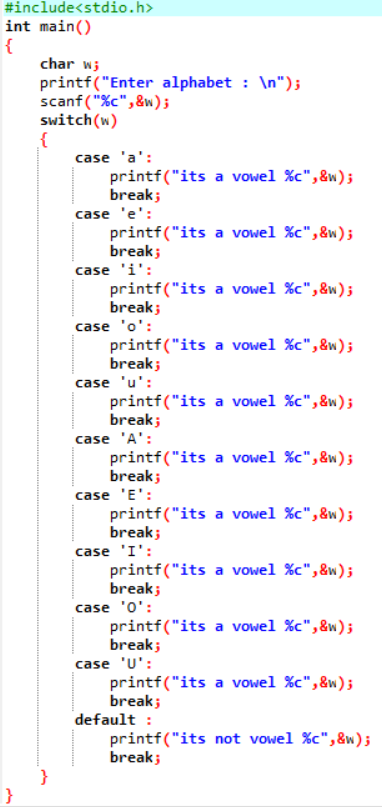 #include<stdio.h>
int main()
{
char w;
printf("Enter alphabet : \n");
scanf("%c",&w);
switch(w)
{
case 'a':
printf("its a vowel %c",&w);
break;
case 'e':
printf("its a vowel %c",&w);
break;
case 'i':
printf("its a vowel %c",&w);
break;
case 'o':
printf("its a vowel %c",&w);
break;
case 'u':
printf("its a vowel %c",&w);
break;
case 'A':
printf("its a vowel %c",&w);
break;
case 'E':
printf("its a vowel %c",&w);
break;
case 'I':
printf("its a vowel %c",&w);
break;
case 'O':
printf("its a vowel %c",&w);
break;
case 'U':
printf("its a vowel %c",&w);
break;
default :
printf("its not vowel %c",&w);
break;
}
}